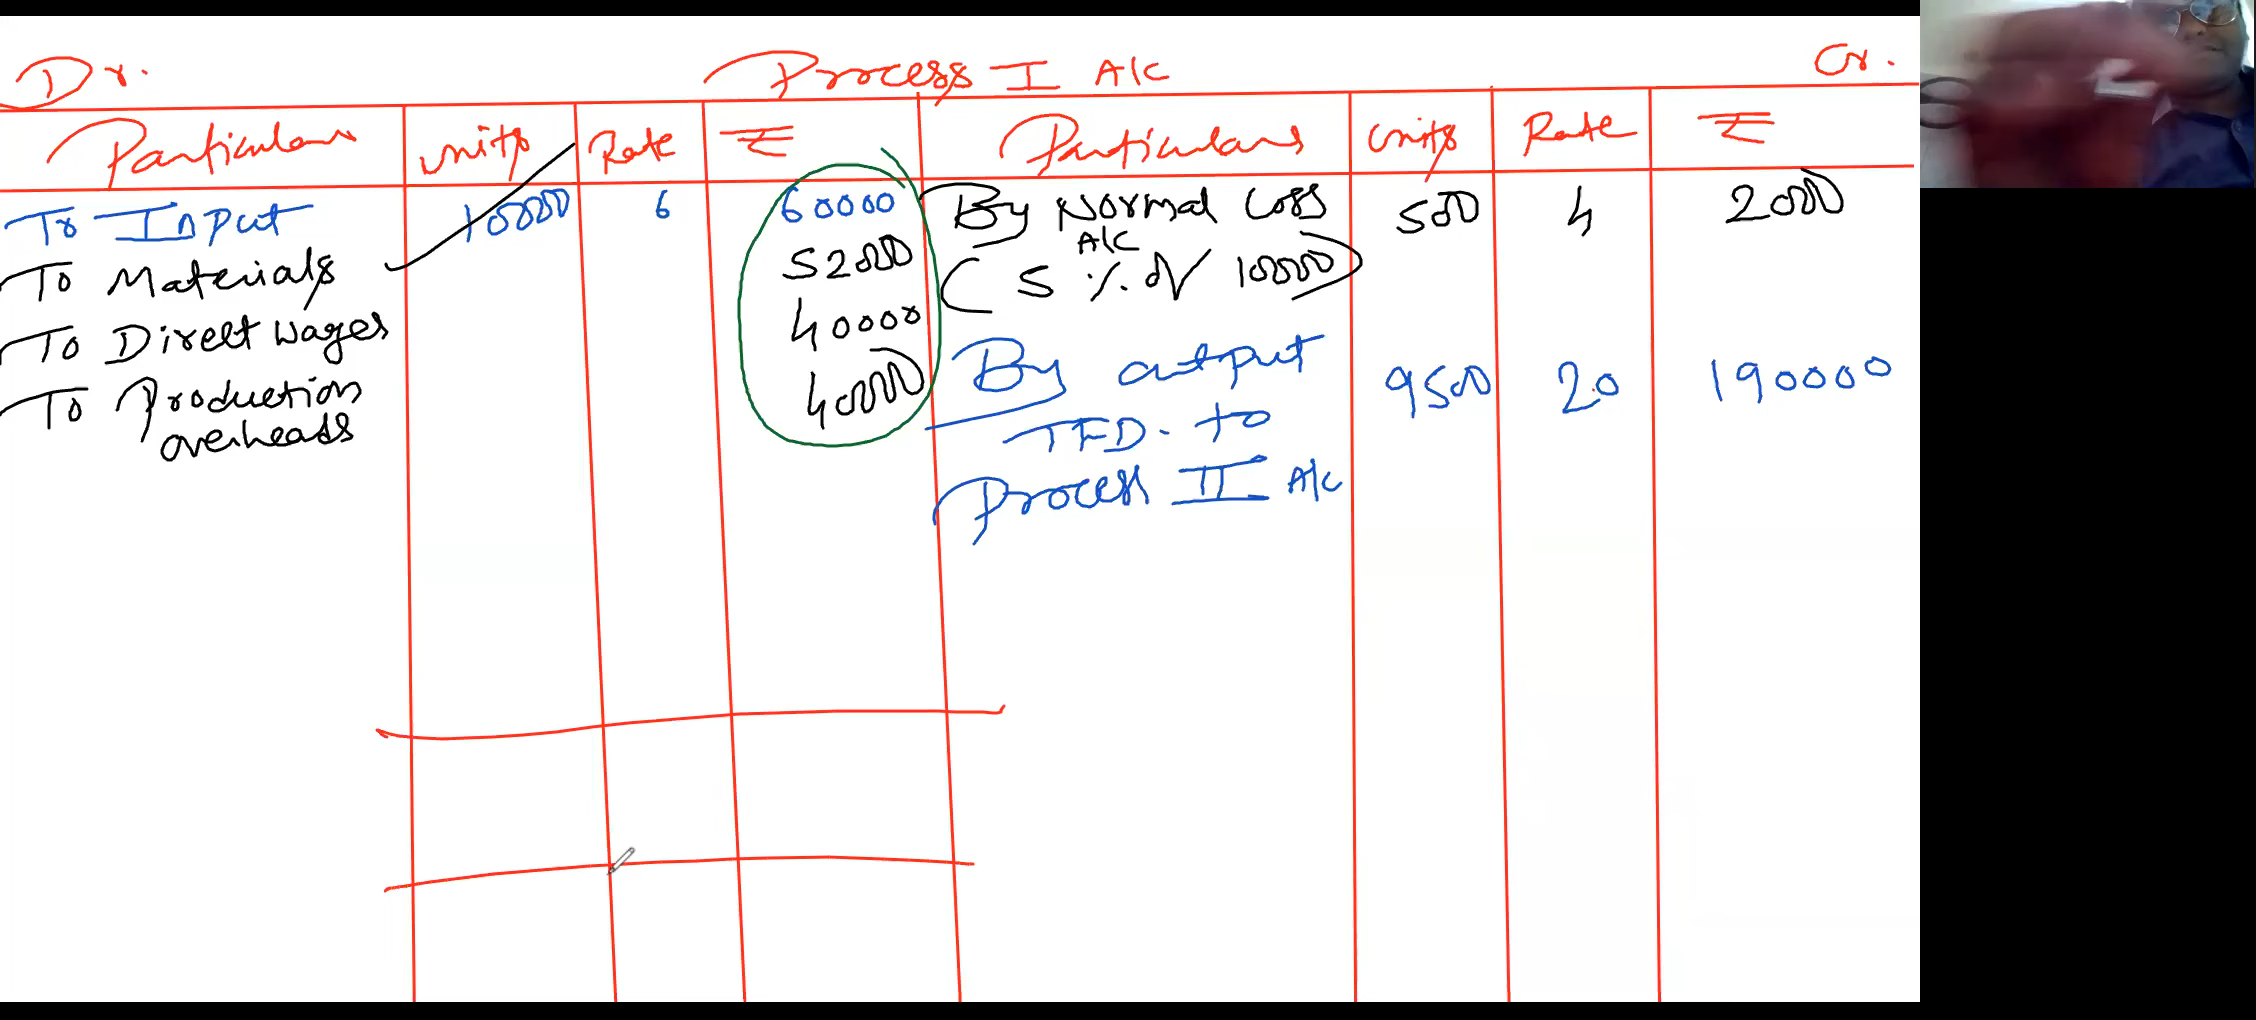 Dr. Process I A/C Cr.
Particulars Units Rate ₹ Particulars Units Rate ₹
To Input 10000 6 60000 By Normal Loss A/C 500 4 2000
To Materials 52000 (5 % of 10000)
To Direct wages 40000 By output 9500 20 190000
To Production overheads 40000 TFD. to
Process II A/C